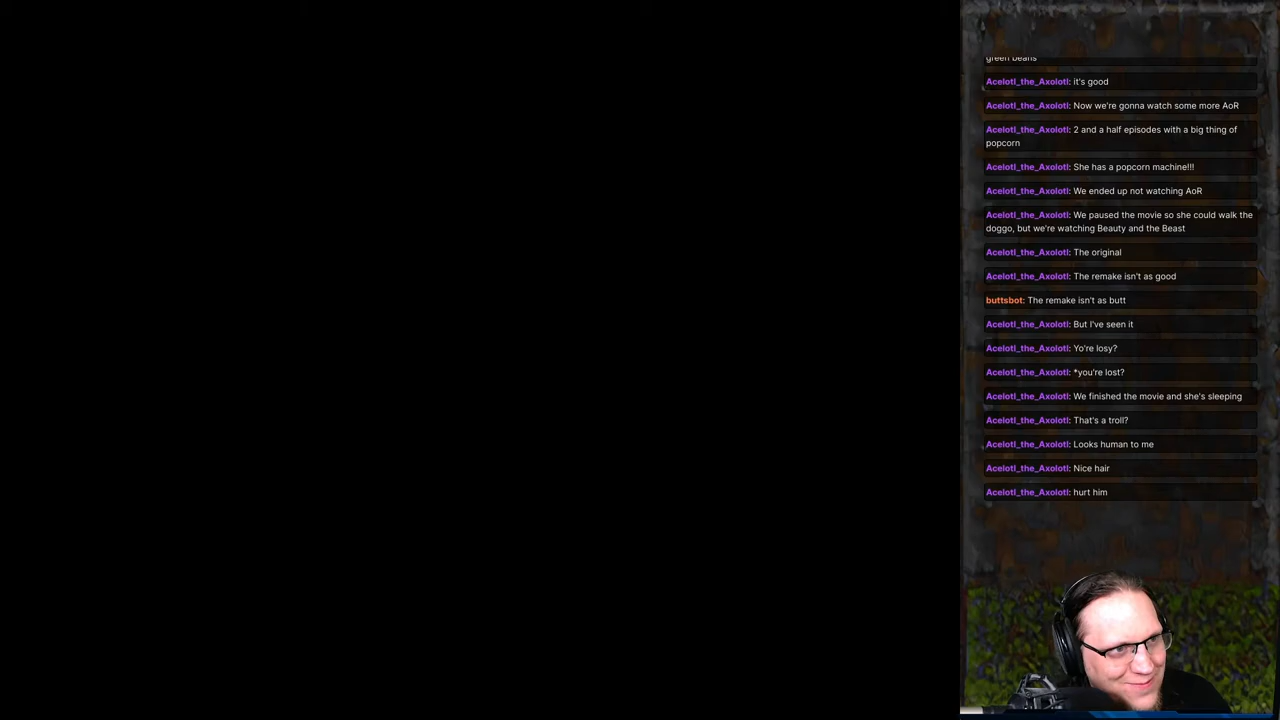 green beans
Acelotl_the_Axolotl: it's good
Acelotl_the_Axolotl: Now we're gonna watch some more AoR
Acelotl_the_Axolotl: 2 and a half episodes with a big thing of
popcorn
Acelotl_the_Axolotl: She has a popcorn machine!!!
Acelotl_the_Axolotl: We ended up not watching AoR
Acelotl_the_Axolotl: We paused the movie so she could walk the
doggo, but we're watching Beauty and the Beast
Acelotl_the_Axolotl: The original
Acelotl_the_Axolotl: The remake isn't as good
buttsbot: The remake isn't as butt
Acelotl_the_Axolotl: But I've seen it
Acelotl_the_Axolotl: Yo're losy?
Acelotl_the_Axolotl: *you're lost?
Acelotl_the_Axolotl: We finished the movie and she's sleeping
Acelotl_the_Axolotl: That's a troll?
Acelotl_the_Axolotl: Looks human to me
Acelotl_the_Axolotl: Nice hair
Acelotl_the_Axolotl: hurt him